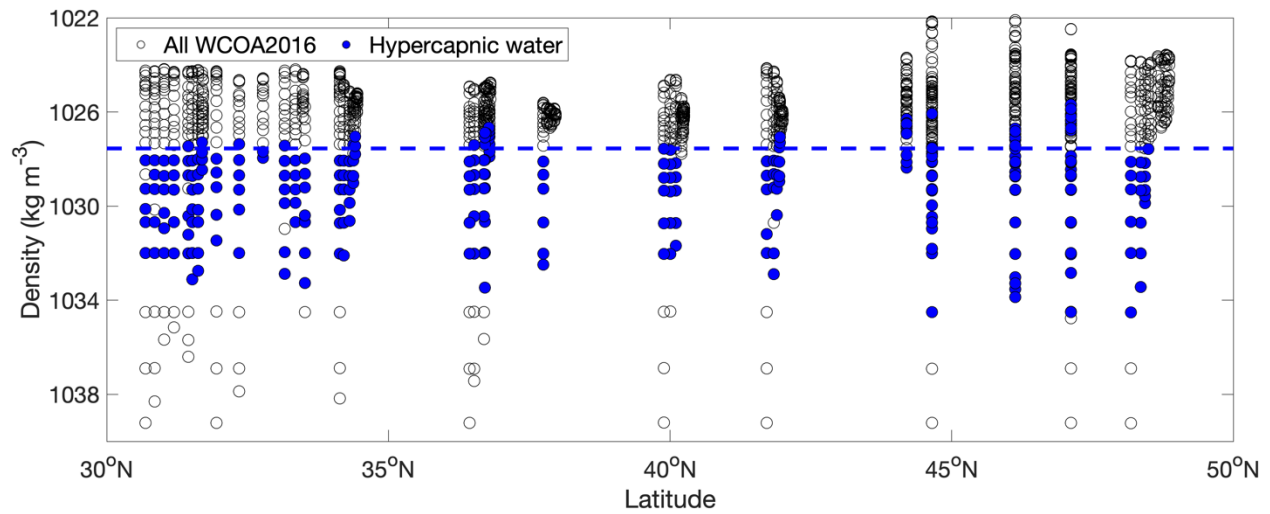 1022
All WCOA2016 Hypercapnic water
1026
1030
1034
1038
Density (kg m⁻³)
30°N 35°N 40°N 45°N 50°N
Latitude